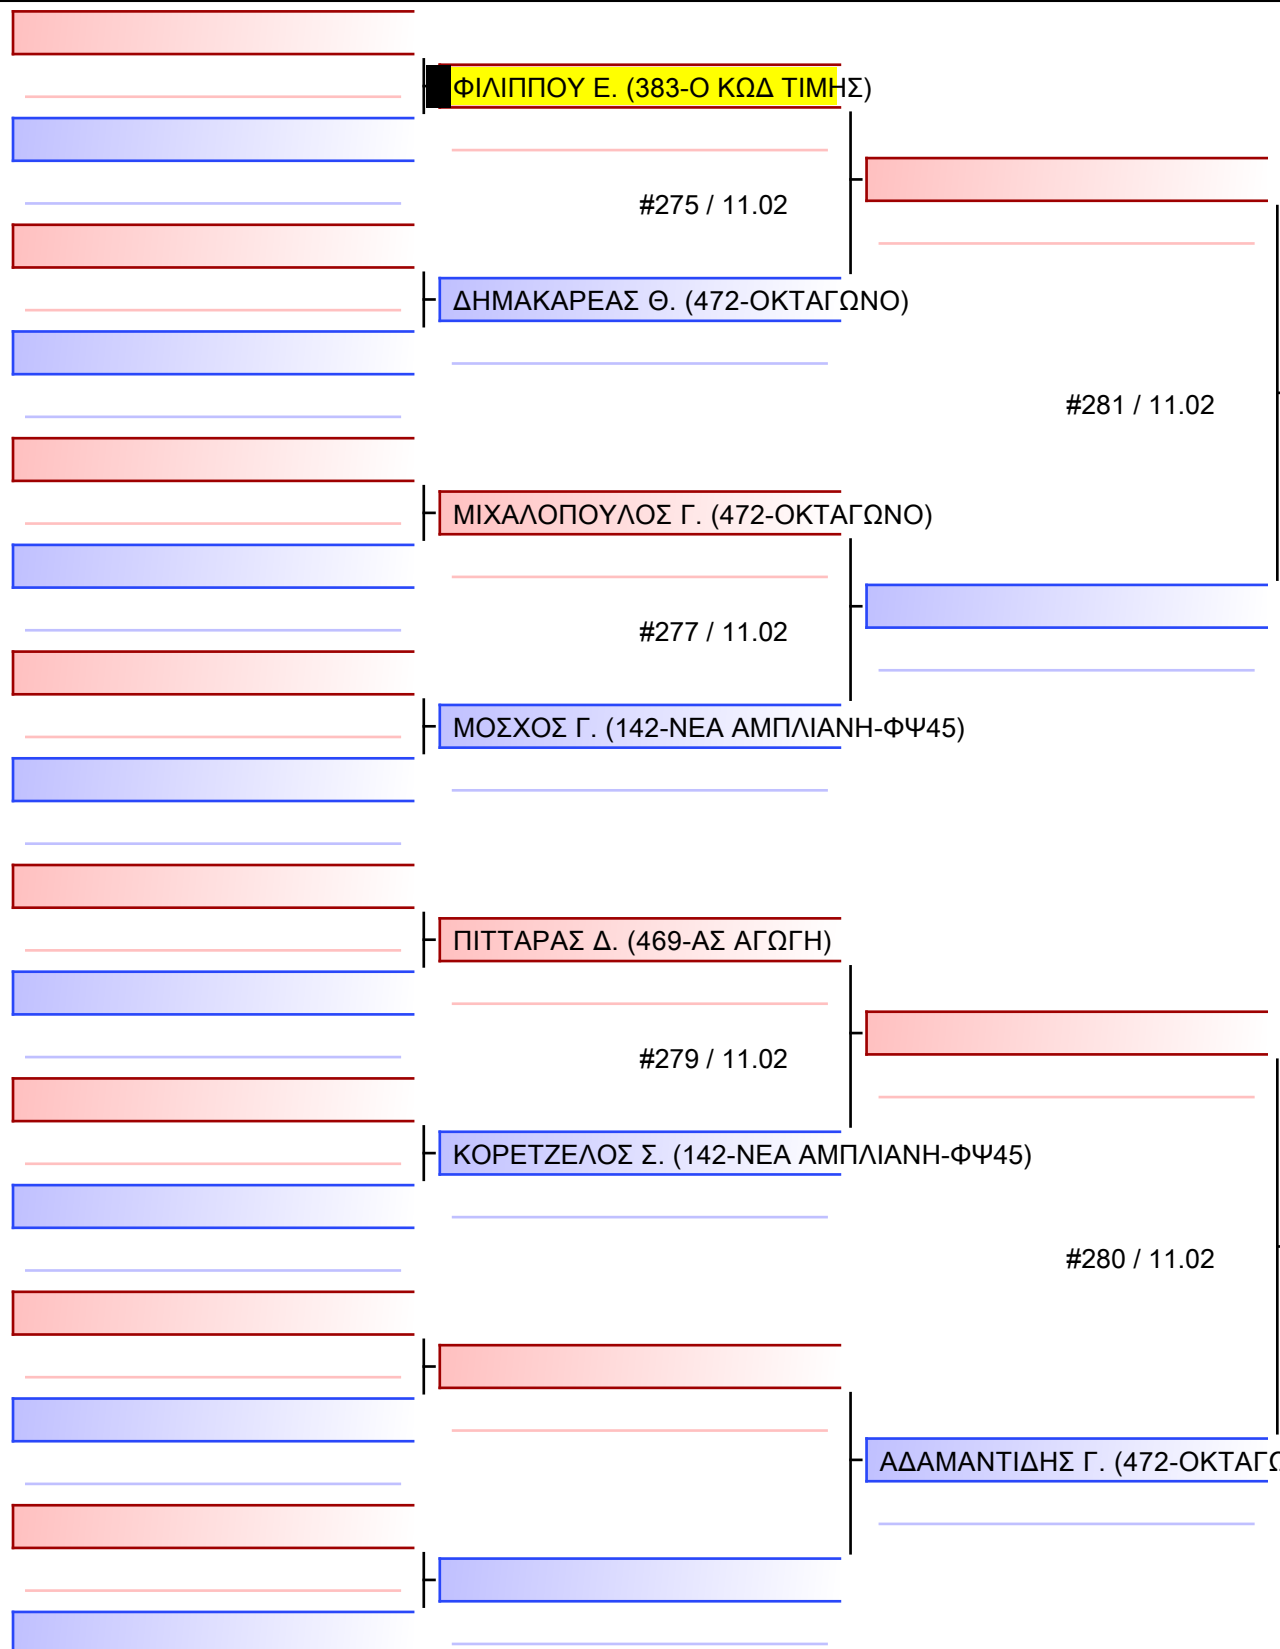 ΦΙΛΙΠΠΟΥ Ε. (383-Ο ΚΩΔ ΤΙΜΗΣ)
#275 / 11.02
ΔΗΜΑΚΑΡΕΑΣ Θ. (472-ΟΚΤΑΓΩΝΟ)
#281 / 11.02
ΜΙΧΑΛΟΠΟΥΛΟΣ Γ. (472-ΟΚΤΑΓΩΝΟ)
#277 / 11.02
ΜΟΣΧΟΣ Γ. (142-ΝΕΑ ΑΜΠΛΙΑΝΗ-ΦΨ45)
ΠΙΤΤΑΡΑΣ Δ. (469-ΑΣ ΑΓΩΓΗ)
#279 / 11.02
ΚΟΡΕΤΖΕΛΟΣ Σ. (142-ΝΕΑ ΑΜΠΛΙΑΝΗ-ΦΨ45)
#280 / 11.02
ΑΔΑΜΑΝΤΙΔΗΣ Γ. (472-ΟΚΤΑΓΩ